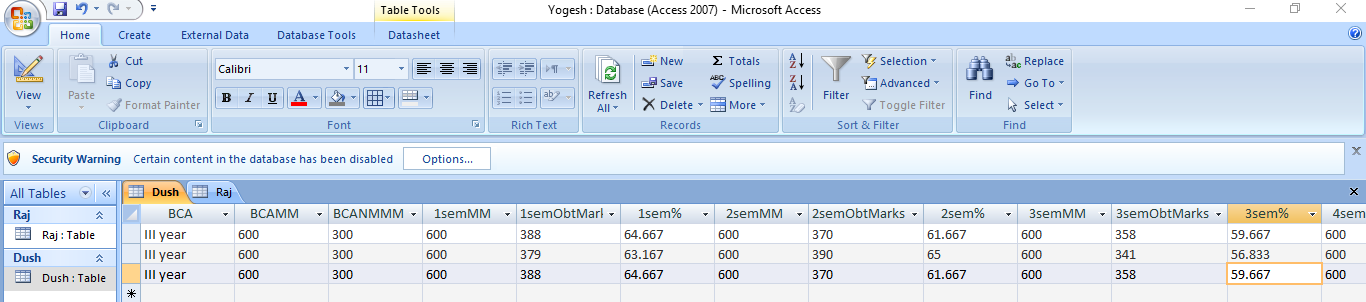 Table Tools Yogesh : Database (Access 2007) - Microsoft Access
Home Create External Data Database Tools Datasheet
View
Views
Paste
Cut
Copy
Format Painter
Clipboard
Calibri 11
B I U A
Font
Rich Text
Refresh All
New
Save
Delete
Totals
Spelling
More
Records
Filter
Selection
Advanced
Toggle Filter
Sort & Filter
Find
Replace
Go To
Select
Find
Security Warning Certain content in the database has been disabled Options...
All Tables
Raj
Raj : Table
Dush
Dush : Table
Dush Raj
BCA BCAMM BCANMMM 1semMM 1semObtMarl 1sem% 2semMM 2semObtMarks 2sem% 3semMM 3semObtMarks 3sem% 4sem
III year 600 300 600 388 64.667 600 370 61.667 600 358 59.667 600
III year 600 300 600 379 63.167 600 390 65 600 341 56.833 600
III year 600 300 600 388 64.667 600 370 61.667 600 358 59.667 600